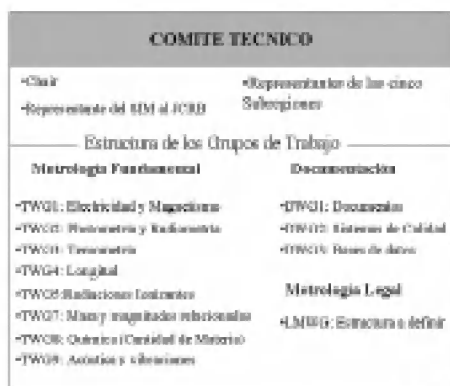 COMITE TECNICO
•Chair
•Representante del SIM al JCRB
•Representantes de las cinco
Subregiones
Estructura de los Grupos de Trabajo
Metrología Fundamental
•TWG1: Electricidad y Magnetismo
•TWG2: Fotometría y Radiometría
•TWG3: Termometría
•TWG4: Longitud
•TWG5: Radiaciones Ionizantes
•TWG7: Masa y magnitudes relacionadas
•TWG8: Química (Cantidad de Materia)
•TWG9: Acústica y vibraciones
Documentación
•DWG1: Documentos
•DWG2: Sistemas de Calidad
•DWG3: Bases de datos
Metrología Legal
•LMWG: Estructura a definir